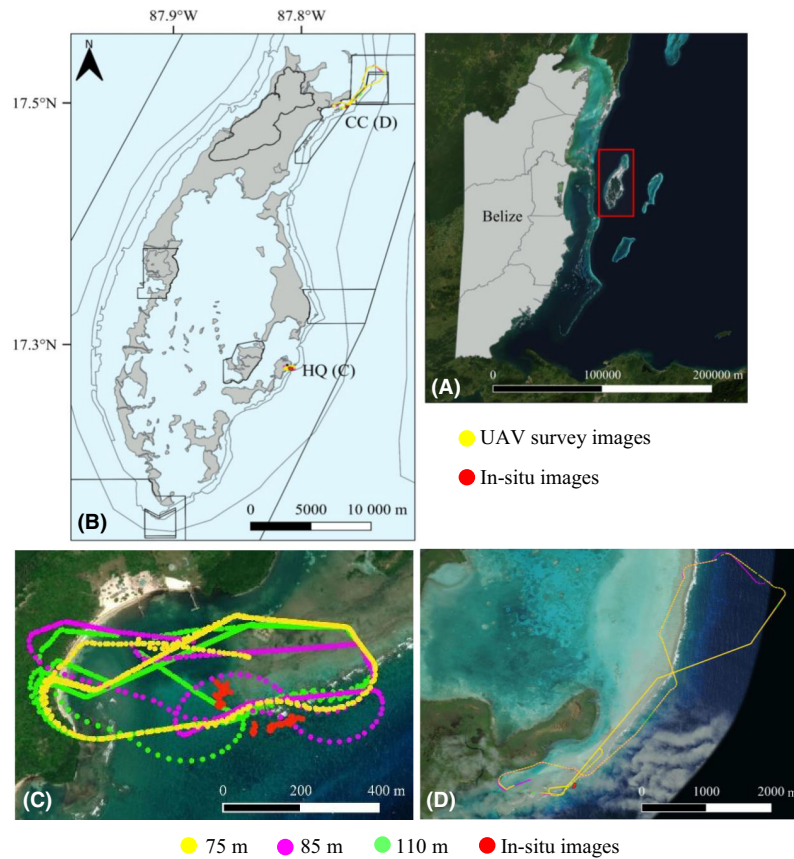 87.9°W 87.8°W
N
17.5°N
CC (D)
17.3°N
HQ (C)
(B)
0 5000 10 000 m
Belize
(A)
0 100000 200000 m
UAV survey images
In-situ images
(C)
0 200 400 m
(D)
0 1000 2000 m
75 m 85 m 110 m In-situ images